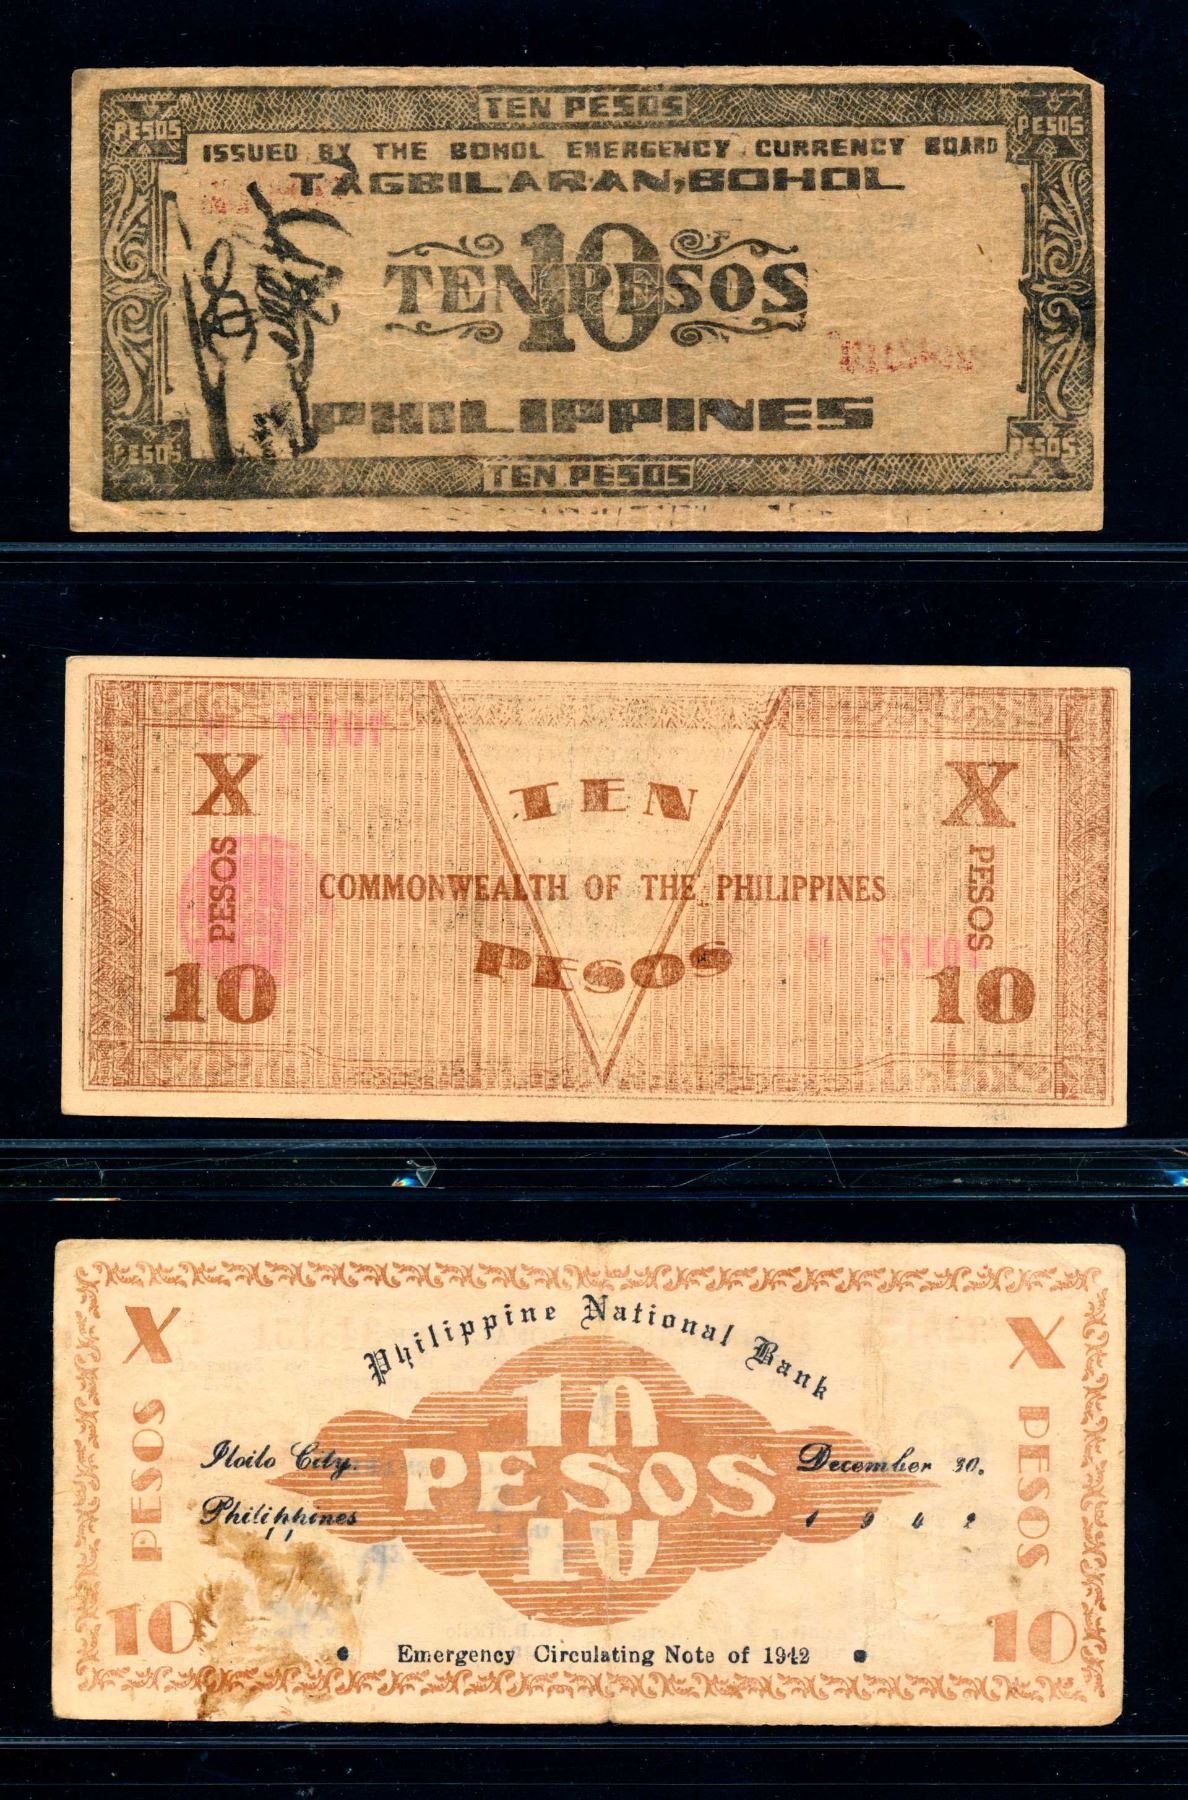 TEN PESOS
PESOS
PESOS
ISSUED BY THE BOHOL EMERGENCY CURRENCY BOARD
TAGBILARAN, BOHOL
10
TEN PESOS
PHILIPPINES
PESOS
PESOS
TEN PESOS
X
X
TEN
PESOS
PESOS
COMMONWEALTH OF THE PHILIPPINES
PESOS
10
10
Philippine National Bank
X
X
10
PESOS
PESOS
PESOS
Iloilo City.
December 30.
Philippines
1942
10
10
10
Emergency Circulating Note of 1942